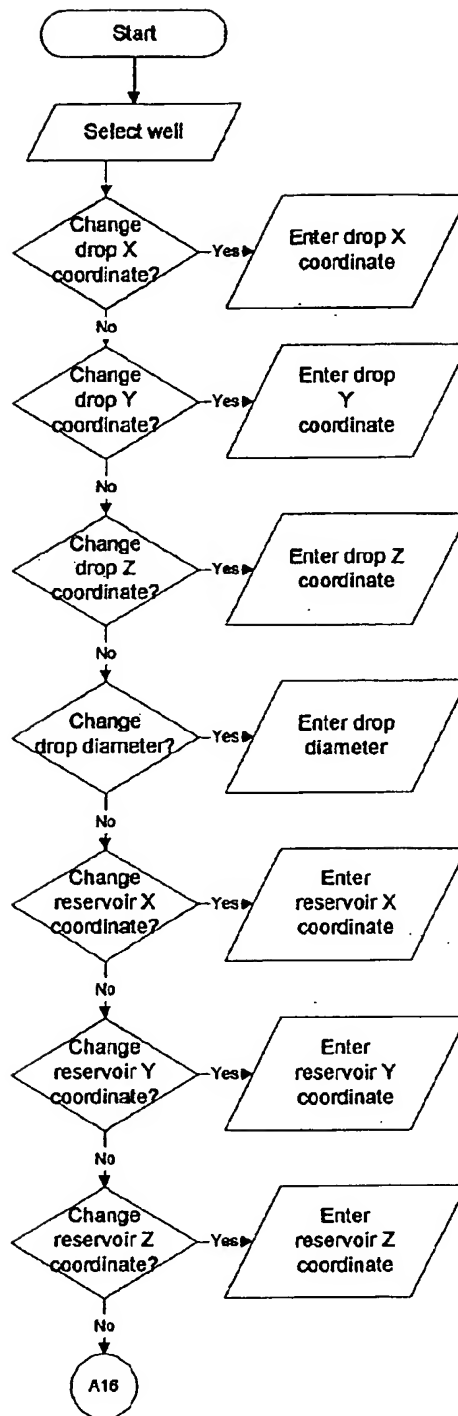 Start
Select well
Change
drop X
coordinate?
Yes
Enter drop X
coordinate
No
Change
drop Y
coordinate?
Yes
Enter drop
Y
coordinate
No
Change
drop Z
coordinate?
Yes
Enter drop Z
coordinate
No
Change
drop diameter?
Yes
Enter drop
diameter
No
Change
reservoir X
coordinate?
Yes
Enter
reservoir X
coordinate
No
Change
reservoir Y
coordinate?
Yes
Enter
reservoir Y
coordinate
No
Change
reservoir Z
coordinate?
Yes
Enter
reservoir Z
coordinate
No
A16